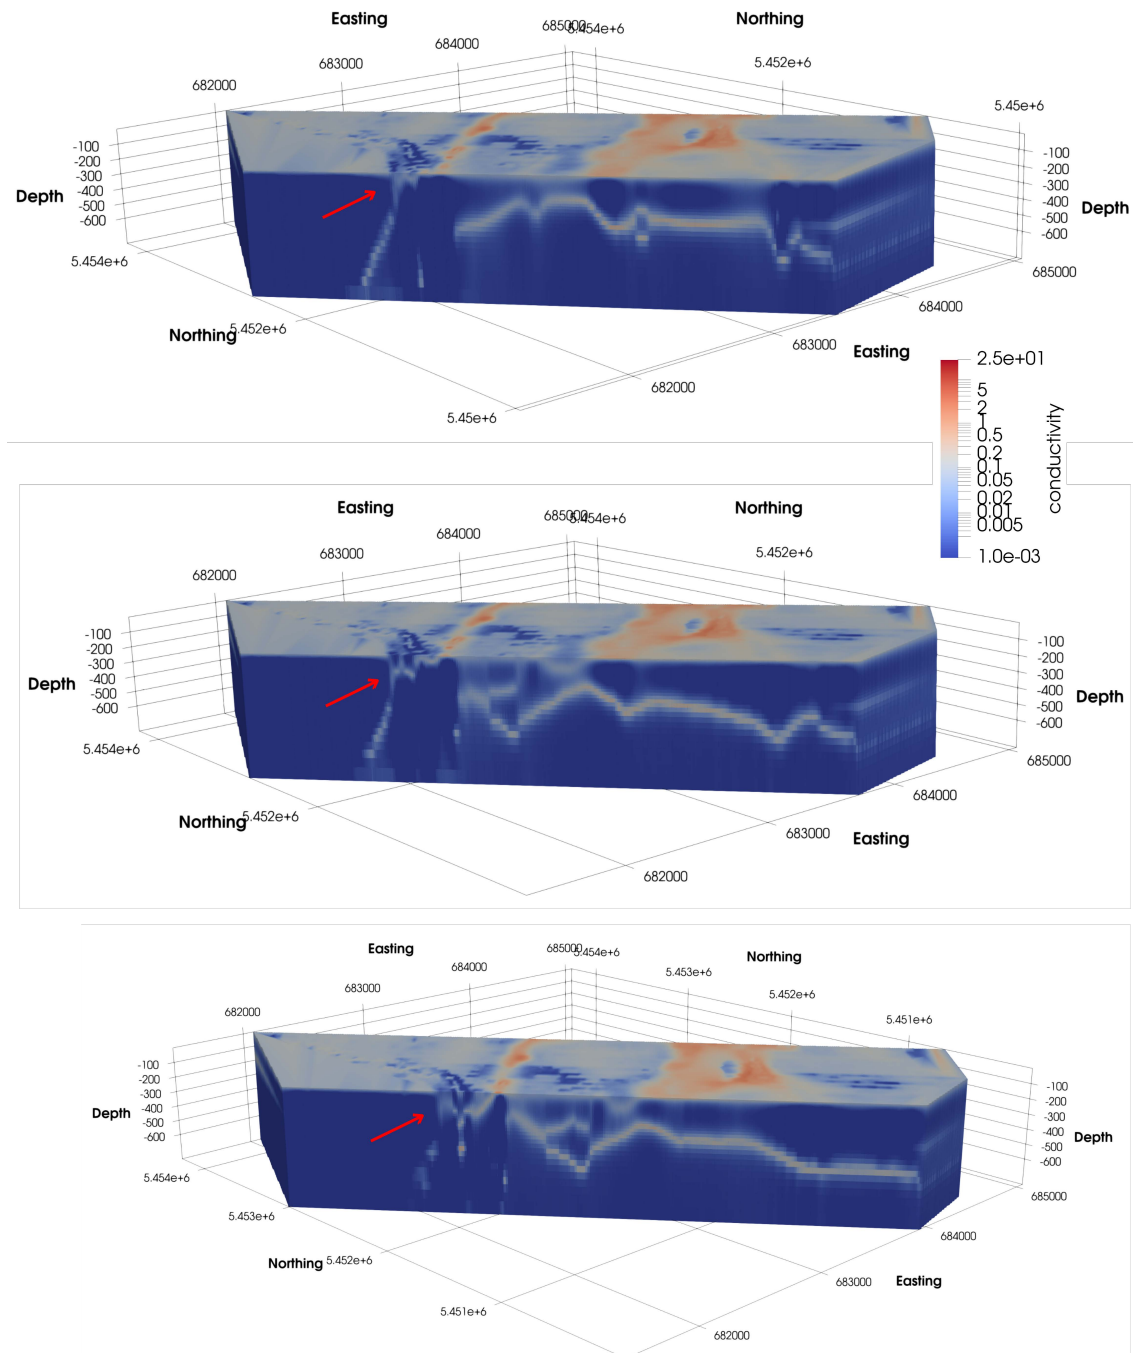 Easting
Northing
685000
5.454e+6
684000
683000
5.452e+6
682000
5.45e+6
-100
-200
-300
-400
-500
-600
Depth
-100
-200
-300
-400
-500
-600
Depth
5.454e+6
685000
684000
Northing
5.452e+6
683000
Easting
682000
5.45e+6
2.5e+01
5
2
1
0.5
0.2
0.1
0.05
0.02
0.01
0.005
1.0e-03
conductivity
Easting
Northing
685000
5.454e+6
684000
683000
5.452e+6
682000
-100
-200
-300
-400
-500
-600
Depth
-100
-200
-300
-400
-500
-600
Depth
5.454e+6
685000
684000
Northing
5.452e+6
683000
Easting
682000
Easting
685000
5.454e+6
Northing
684000
5.453e+6
683000
5.452e+6
682000
5.451e+6
-100
-200
-300
-400
-500
-600
Depth
-100
-200
-300
-400
-500
-600
Depth
5.454e+6
685000
5.453e+6
684000
Northing
5.452e+6
683000
Easting
5.451e+6
682000